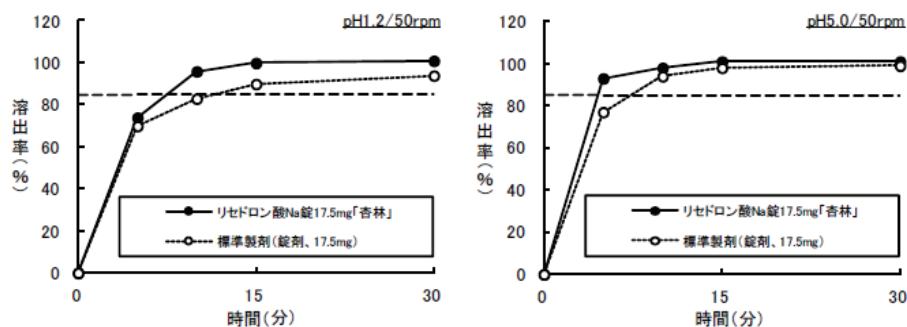 pH1.2/50rpm
120
100
80
60
40
20
0
溶出率(%)
リセドロン酸Na錠17.5mg「杏林」
標準製剤(錠剤、17.5mg)
0
15
30
時間(分)
pH5.0/50rpm
120
100
80
60
40
20
0
溶出率(%)
リセドロン酸Na錠17.5mg「杏林」
標準製剤(錠剤、17.5mg)
0
15
30
時間(分)